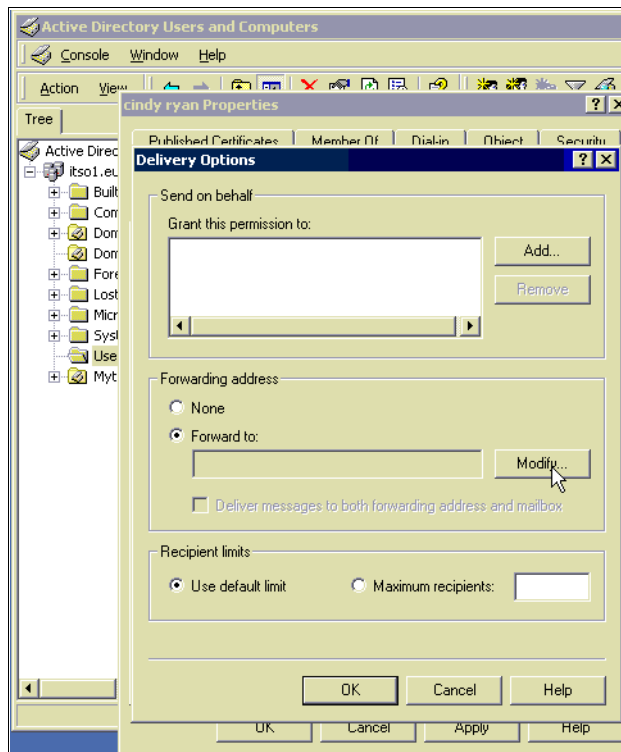 Active Directory Users and Computers
Console Window Help
Action View
cindy ryan Properties
Tree
Published Certificates Member Of Dial-in Object Security
Active Direc
Delivery Options
itso1.eu
Built
Com
Dom
Dom
Fore
Lost
Micr
Syst
Use
Myt
Send on behalf
Grant this permission to:
Add...
Remove
Forwarding address
None
Forward to:
Modify...
Deliver messages to both forwarding address and mailbox
Recipient limits
Use default limit Maximum recipients:
OK Cancel Help
OK Cancel Apply Help